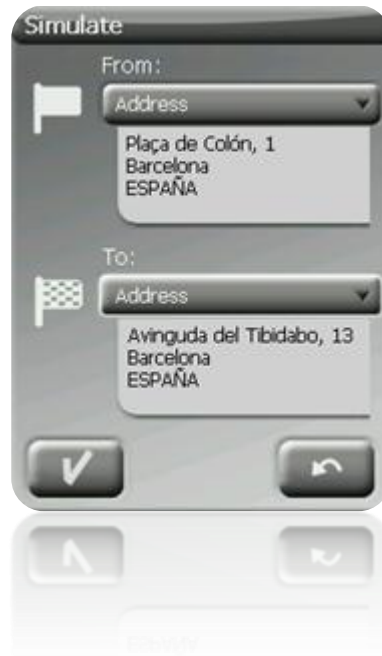 Simulate
From:
Address
Plaça de Colón, 1
Barcelona
ESPAÑA
To:
Address
Avinguda del Tibidabo, 13
Barcelona
ESPAÑA